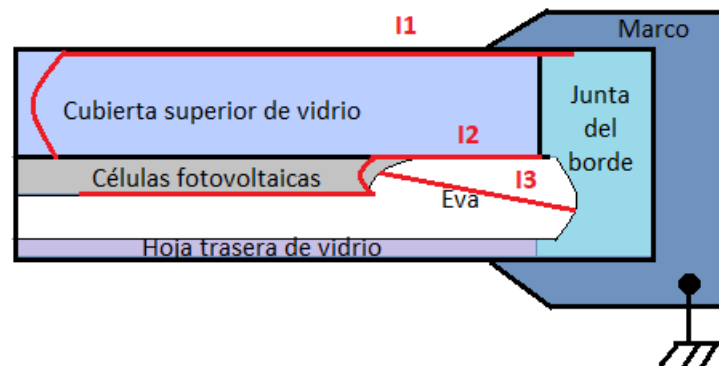 I1
Marco
Cubierta superior de vidrio
Junta
del
borde
I2
Células fotovoltaicas
I3
Eva
Hoja trasera de vidrio